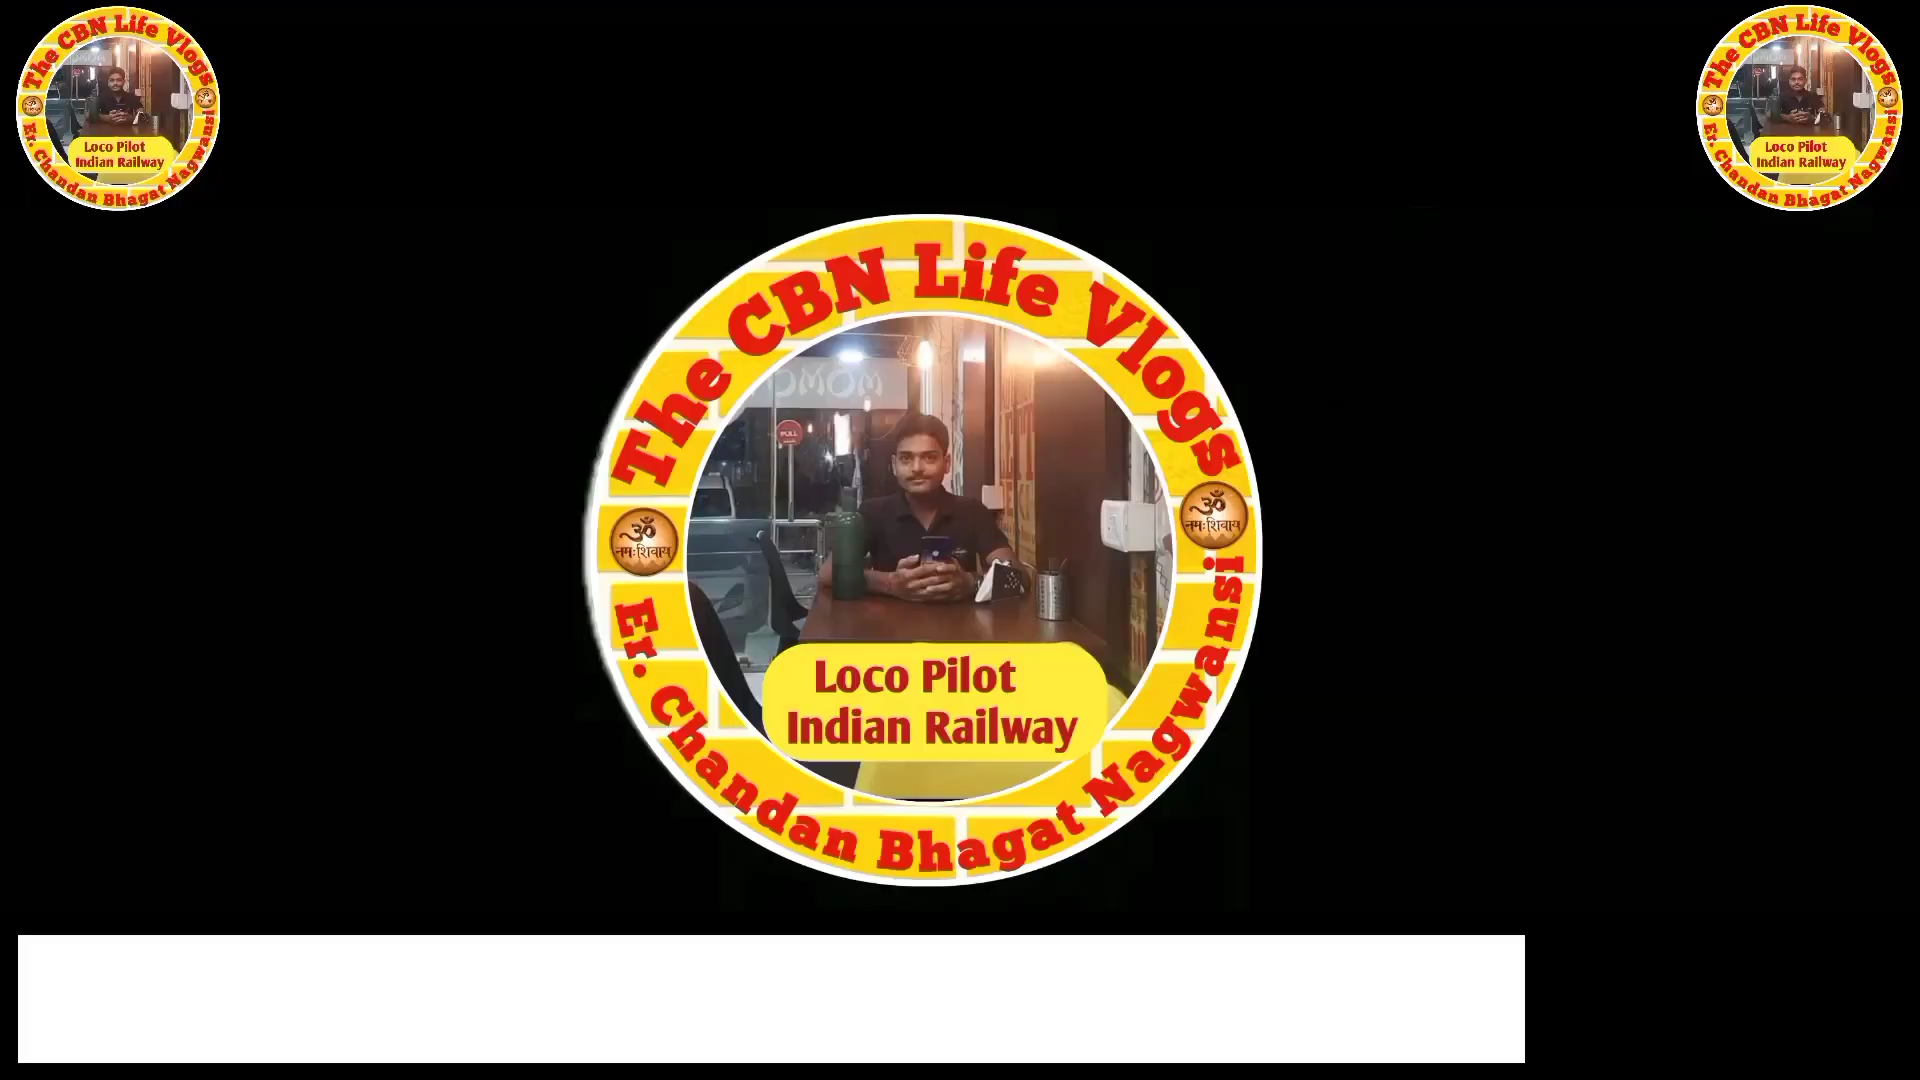 The CBN Life Vlogs
Loco Pilot
Indian Railway
Er. Chandan Bhagat Nagwansi
The CBN Life Vlogs
Loco Pilot
Indian Railway
Er. Chandan Bhagat Nagwansi
The CBN Life Vlogs
MOMO
PULL
ॐ
नमःशिवाय
ॐ
नमःशिवाय
Loco Pilot
Indian Railway
Er. Chandan Bhagat Nagwansi